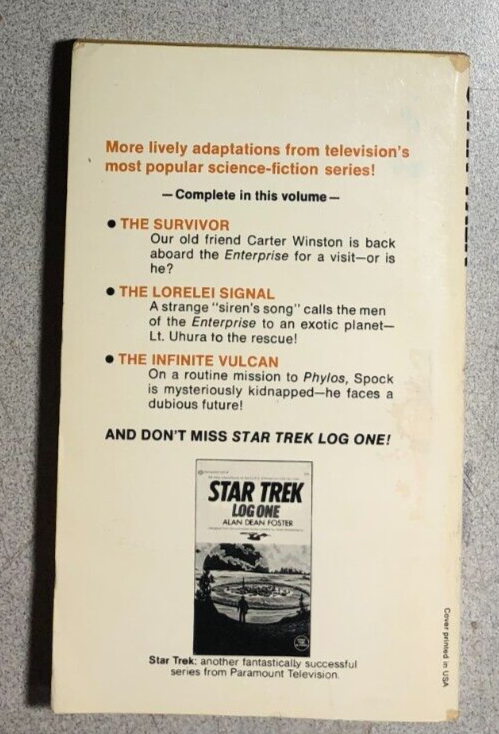 More lively adaptations from television's
most popular science-fiction series!
—Complete in this volume—
● THE SURVIVOR
Our old friend Carter Winston is back
aboard the Enterprise for a visit—or is
he?
● THE LORELEI SIGNAL
A strange "siren's song" calls the men
of the Enterprise to an exotic planet—
Lt. Uhura to the rescue!
● THE INFINITE VULCAN
On a routine mission to Phylos, Spock
is mysteriously kidnapped—he faces a
dubious future!
AND DON'T MISS STAR TREK LOG ONE!
STAR TREK
LOG ONE
ALAN DEAN FOSTER
Star Trek: another fantastically successful
series from Paramount Television.
Cover printed in USA